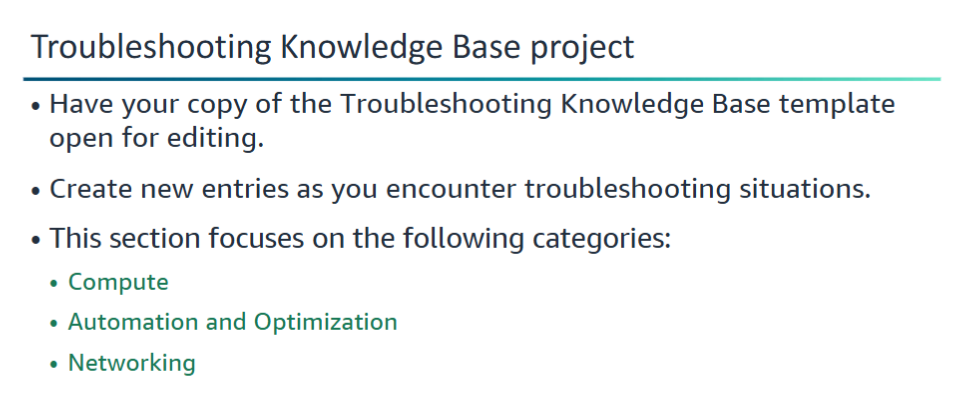 Troubleshooting Knowledge Base project
• Have your copy of the Troubleshooting Knowledge Base template
open for editing.
• Create new entries as you encounter troubleshooting situations.
• This section focuses on the following categories:
• Compute
• Automation and Optimization
• Networking